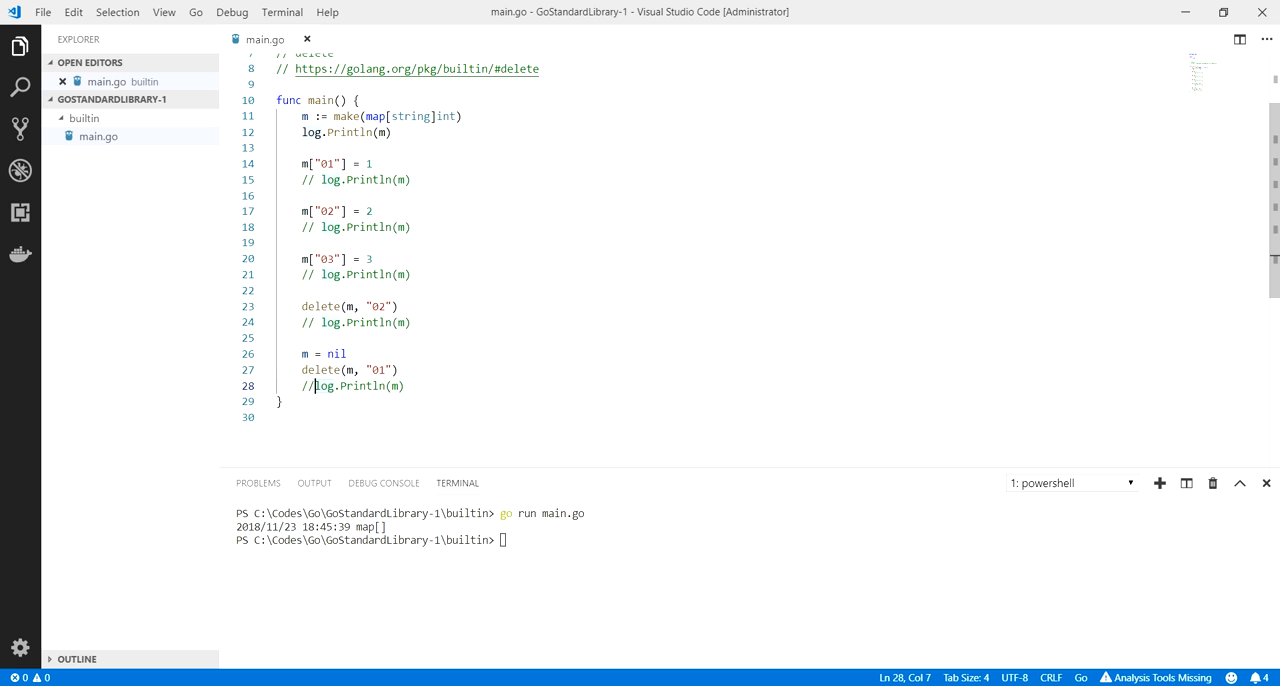 File Edit Selection View Go Debug Terminal Help
main.go - GoStandardLibrary-1 - Visual Studio Code [Administrator]
EXPLORER
OPEN EDITORS
main.go builtin
GOSTANDARDLIBRARY-1
builtin
main.go
OUTLINE
main.go
7 // delete
8 // https://golang.org/pkg/builtin/#delete
9
10 func main() {
11 m := make(map[string]int)
12 log.Println(m)
13
14 m["01"] = 1
15 // log.Println(m)
16
17 m["02"] = 2
18 // log.Println(m)
19
20 m["03"] = 3
21 // log.Println(m)
22
23 delete(m, "02")
24 // log.Println(m)
25
26 m = nil
27 delete(m, "01")
28 //log.Println(m)
29 }
30
PROBLEMS OUTPUT DEBUG CONSOLE TERMINAL
1: powershell
PS C:\Codes\Go\GoStandardLibrary-1\builtin> go run main.go
2018/11/23 18:45:39 map[]
PS C:\Codes\Go\GoStandardLibrary-1\builtin>
0 0 Ln 28, Col 7 Tab Size: 4 UTF-8 CRLF Go Analysis Tools Missing 4